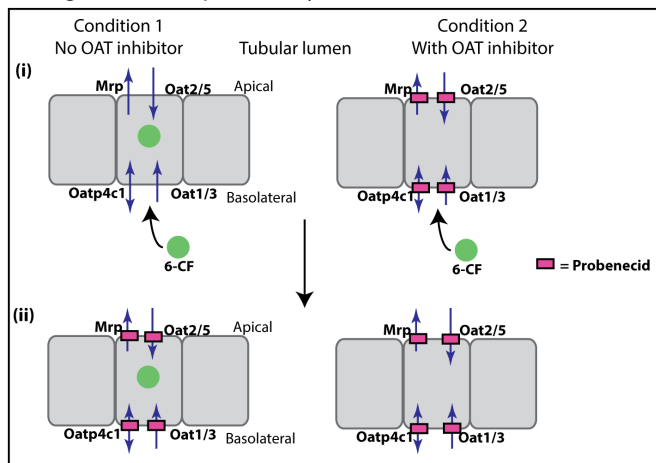 Condition 1
No OAT inhibitor
Tubular lumen
Condition 2
With OAT inhibitor
(i)
Mrp
Oat2/5
Apical
Mrp
Oat2/5
Oatp4c1
Oat1/3
Basolateral
Oatp4c1
Oat1/3
6-CF
6-CF
= Probenecid
(ii)
Mrp
Oat2/5
Apical
Mrp
Oat2/5
Oatp4c1
Oat1/3
Basolateral
Oatp4c1
Oat1/3